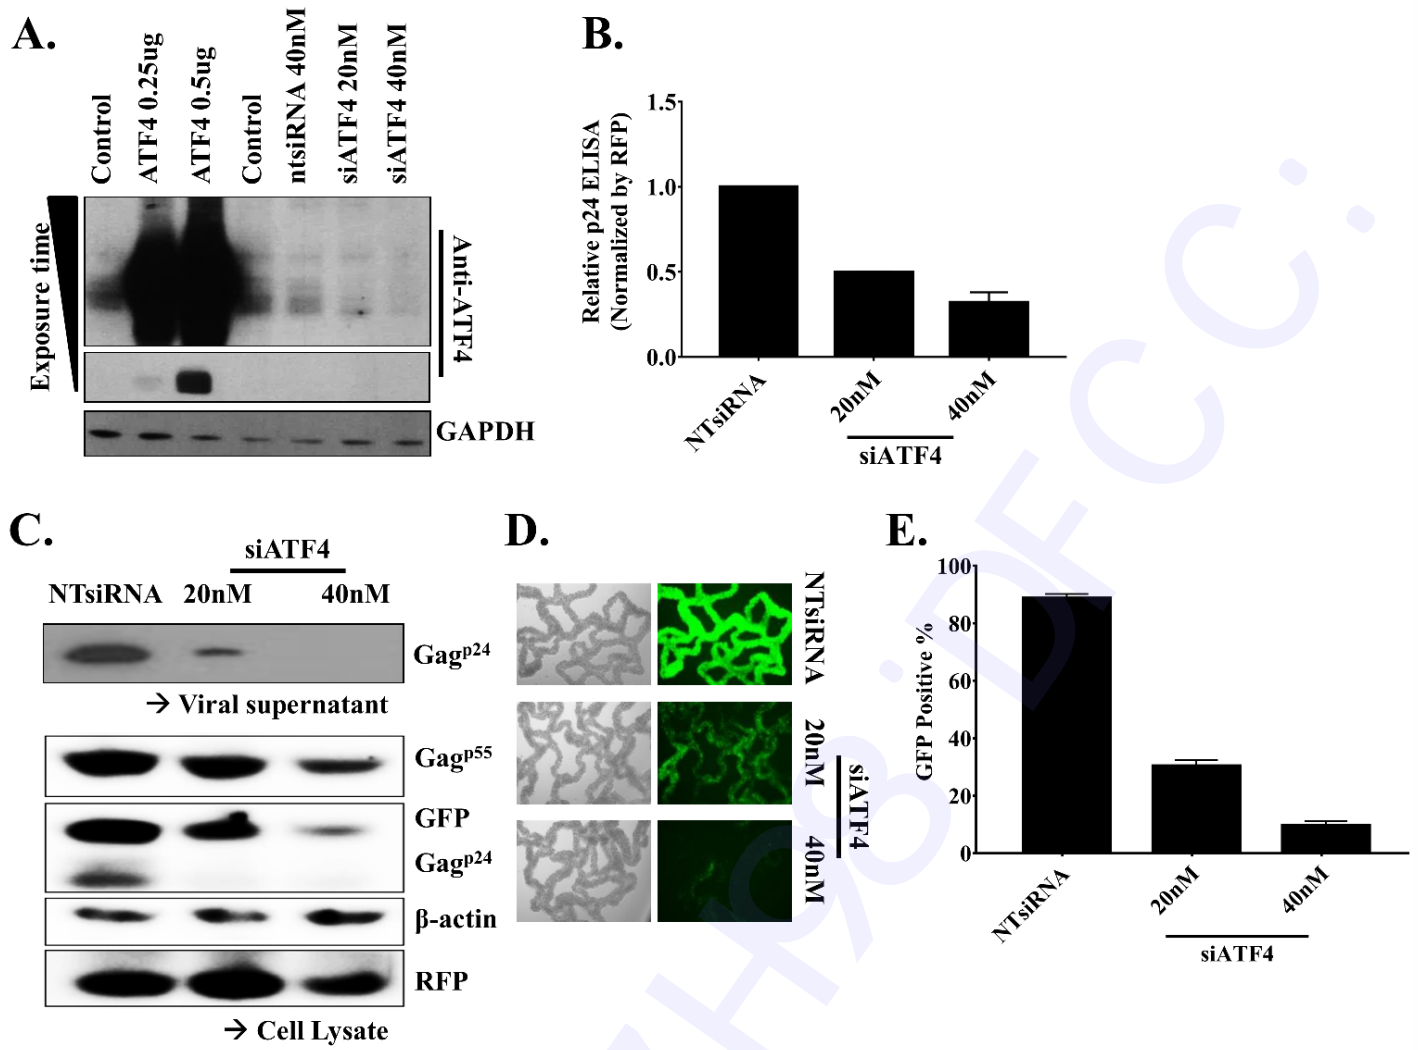 A.
Control
ATF4 0.25ug
ATF4 0.5ug
Control
ntsiRNA 40nM
siATF4 20nM
siATF4 40nM
Exposure time
Anti-ATF4
GAPDH
B.
Relative p24 ELISA
(Normalized by RFP)
1.5
1.0
0.5
0.0
NTsiRNA
20nM
40nM
siATF4
C.
siATF4
NTsiRNA 20nM 40nM
Gagp24
→ Viral supernatant
Gagp55
GFP
Gagp24
β-actin
RFP
→ Cell Lysate
D.
NTsiRNA
20nM
40nM
siATF4
E.
GFP Positive %
100
80
60
40
20
0
NTsiRNA
20nM
40nM
siATF4